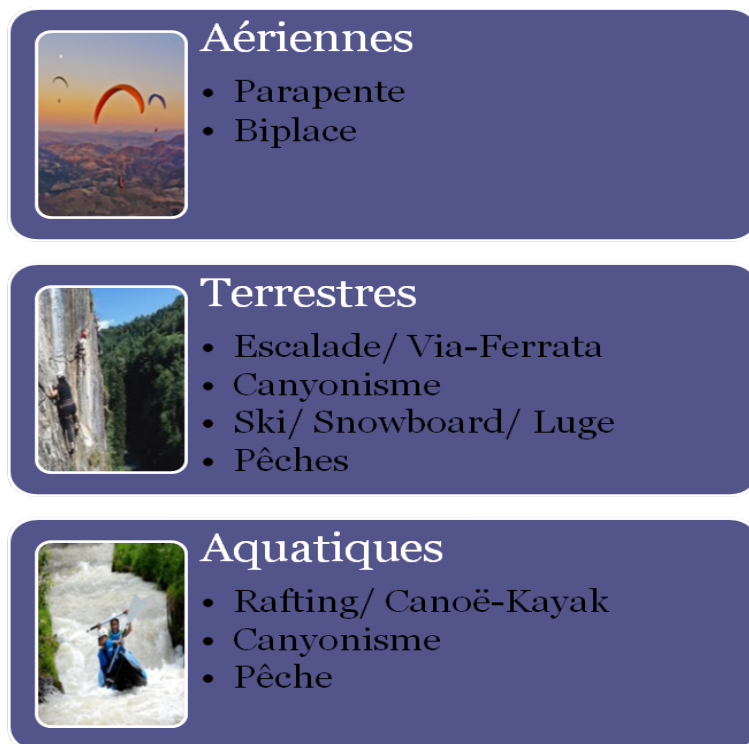 Aériennes
• Parapente
• Biplace
Terrestres
• Escalade/ Via-Ferrata
• Canyonisme
• Ski/ Snowboard/ Luge
• Pêches
Aquatiques
• Rafting/ Canoë-Kayak
• Canyonisme
• Pêche